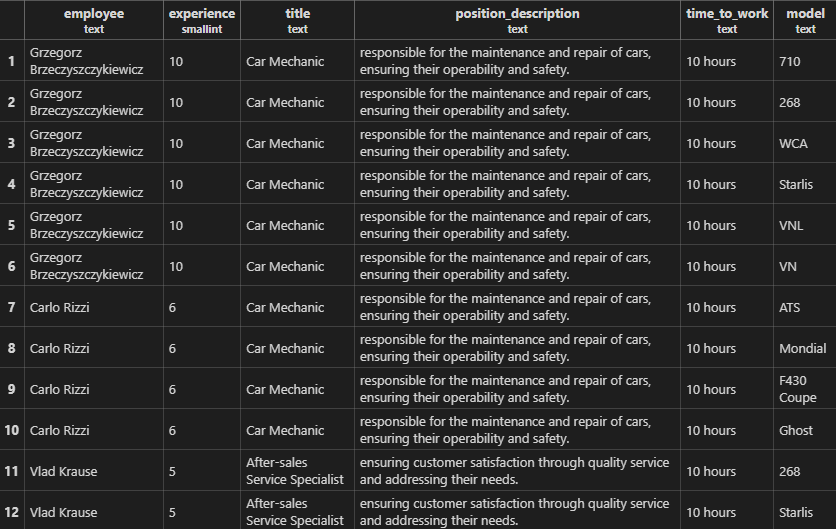 employee experience title position_description time_to_work model
text smallint text text text text
1 Grzegorz Brzeczyszczykiewicz 10 Car Mechanic responsible for the maintenance and repair of cars, ensuring their operability and safety. 10 hours 710
2 Grzegorz Brzeczyszczykiewicz 10 Car Mechanic responsible for the maintenance and repair of cars, ensuring their operability and safety. 10 hours 268
3 Grzegorz Brzeczyszczykiewicz 10 Car Mechanic responsible for the maintenance and repair of cars, ensuring their operability and safety. 10 hours WCA
4 Grzegorz Brzeczyszczykiewicz 10 Car Mechanic responsible for the maintenance and repair of cars, ensuring their operability and safety. 10 hours Starlis
5 Grzegorz Brzeczyszczykiewicz 10 Car Mechanic responsible for the maintenance and repair of cars, ensuring their operability and safety. 10 hours VNL
6 Grzegorz Brzeczyszczykiewicz 10 Car Mechanic responsible for the maintenance and repair of cars, ensuring their operability and safety. 10 hours VN
7 Carlo Rizzi 6 Car Mechanic responsible for the maintenance and repair of cars, ensuring their operability and safety. 10 hours ATS
8 Carlo Rizzi 6 Car Mechanic responsible for the maintenance and repair of cars, ensuring their operability and safety. 10 hours Mondial
9 Carlo Rizzi 6 Car Mechanic responsible for the maintenance and repair of cars, ensuring their operability and safety. 10 hours F430 Coupe
10 Carlo Rizzi 6 Car Mechanic responsible for the maintenance and repair of cars, ensuring their operability and safety. 10 hours Ghost
11 Vlad Krause 5 After-sales Service Specialist ensuring customer satisfaction through quality service and addressing their needs. 10 hours 268
12 Vlad Krause 5 After-sales Service Specialist ensuring customer satisfaction through quality service and addressing their needs. 10 hours Starlis